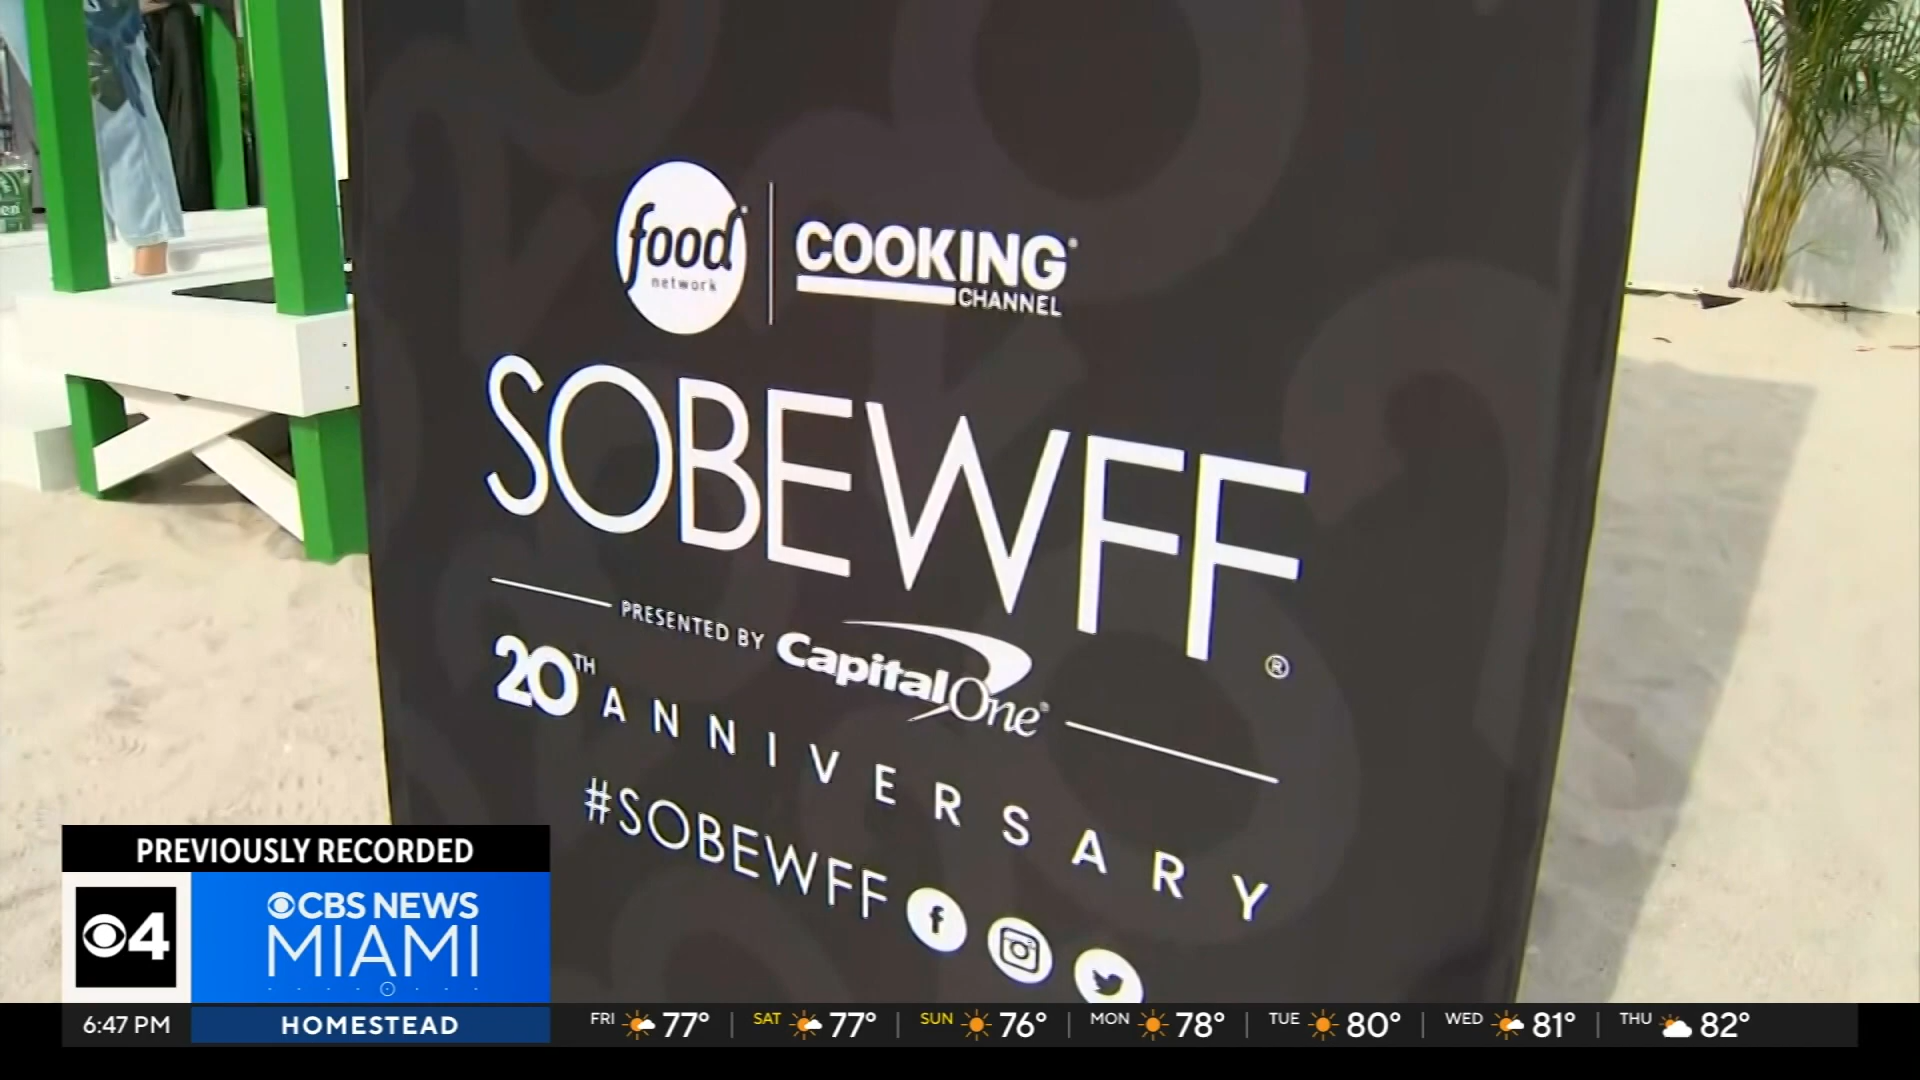 food
network
COOKING
CHANNEL
SOBEWFF®
PRESENTED BY Capital One
20TH ANNIVERSARY
#SOBEWFF
PREVIOUSLY RECORDED
4
CBS NEWS
MIAMI
6:47 PM
HOMESTEAD
FRI 77° | SAT 77° | SUN 76° | MON 78° | TUE 80° | WED 81° | THU 82°